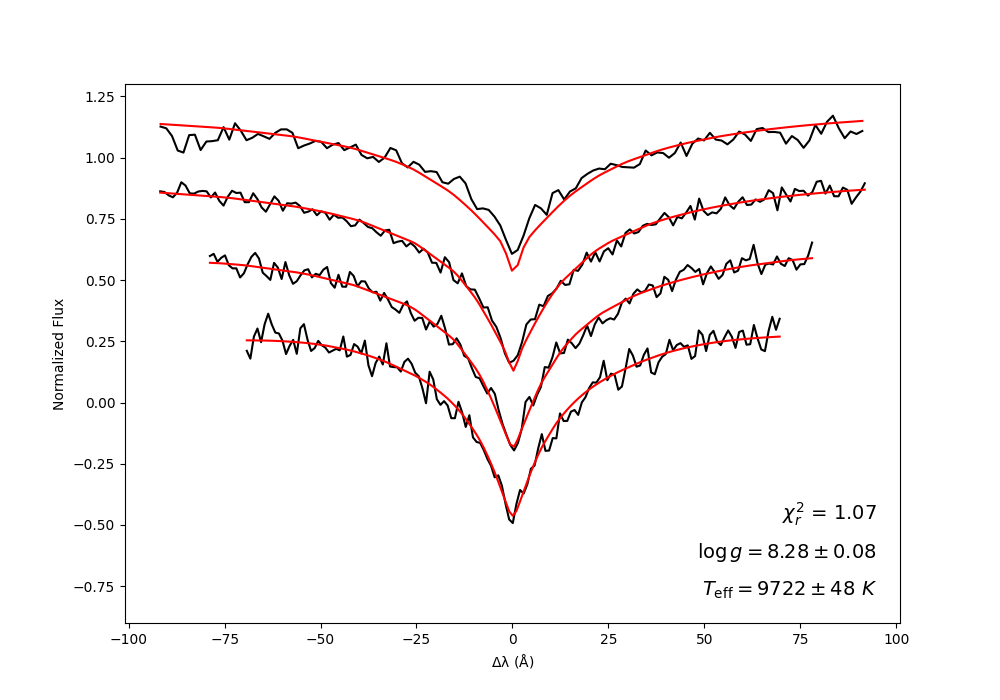 1.25
1.00
0.75
0.50
0.25
0.00
−0.25
−0.50
−0.75
Normalized Flux
χ²ᵣ = 1.07
log g = 8.28 ± 0.08
T_eff = 9722 ± 48 K
−100 −75 −50 −25 0 25 50 75 100
Δλ (Å)